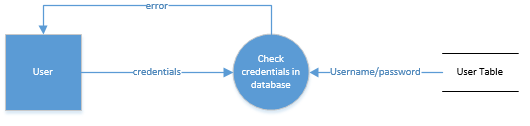 error
User
credentials
Check
credentials in
database
Username/password
User Table